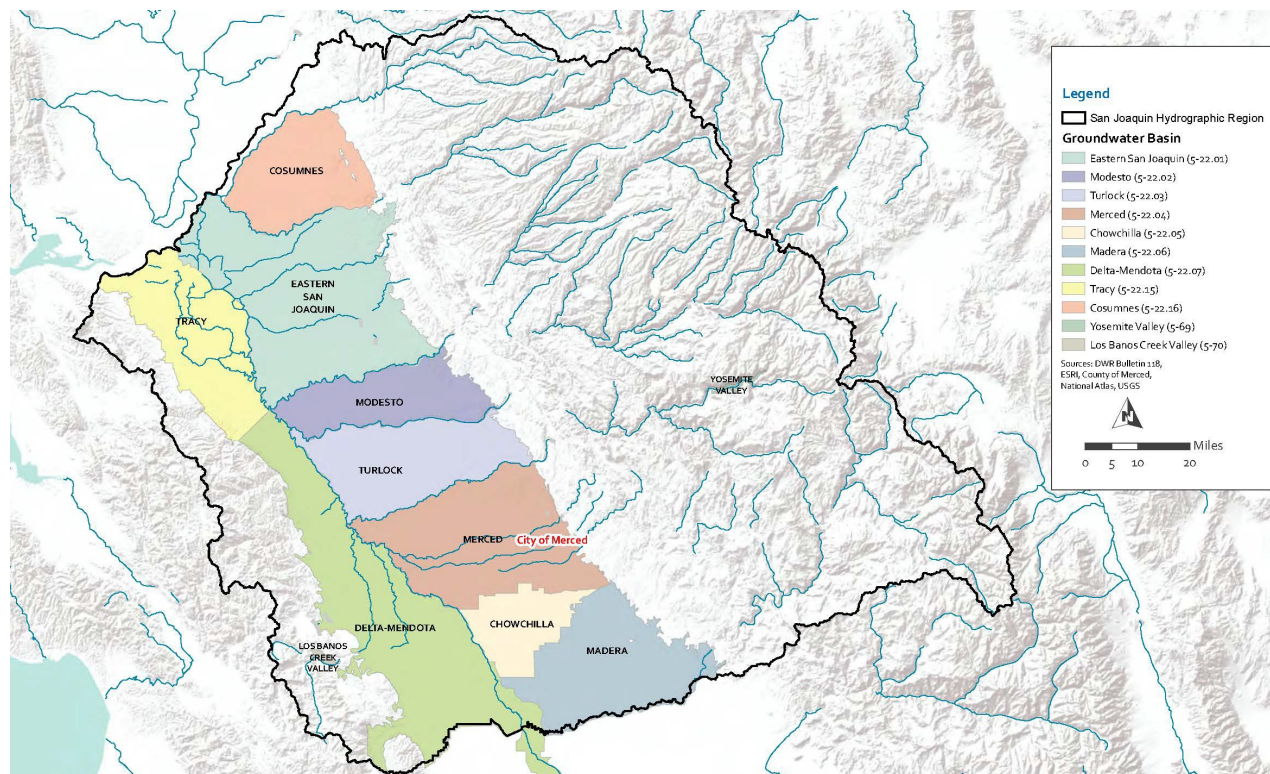 COSUMNES
EASTERN
SAN
JOAQUIN
TRACY
MODESTO
YOSEMITE
VALLEY
TURLOCK
MERCED
City of Merced
CHOWCHILLA
DELTA-MENDOTA
LOS BANOS
CREEK
VALLEY
MADERA
Legend
San Joaquin Hydrographic Region
Groundwater Basin
Eastern San Joaquin (5-22.01)
Modesto (5-22.02)
Turlock (5-22.03)
Merced (5-22.04)
Chowchilla (5-22.05)
Madera (5-22.06)
Delta-Mendota (5-22.07)
Tracy (5-22.15)
Cosumnes (5-22.16)
Yosemite Valley (5-69)
Los Banos Creek Valley (5-70)
Sources: DWR Bulletin 118,
ESRI, County of Merced,
National Atlas, USGS
N
Miles
0 5 10 20